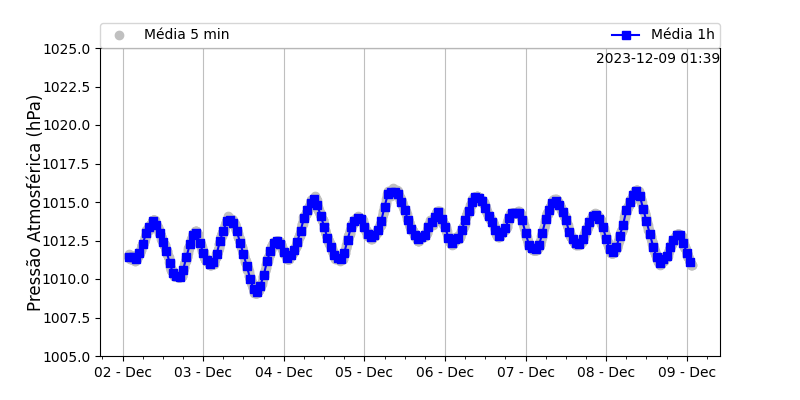 Média 5 min
Média 1h
2023-12-09 01:39
Pressão Atmosférica (hPa)
1025.0
1022.5
1020.0
1017.5
1015.0
1012.5
1010.0
1007.5
1005.0
02 - Dec
03 - Dec
04 - Dec
05 - Dec
06 - Dec
07 - Dec
08 - Dec
09 - Dec